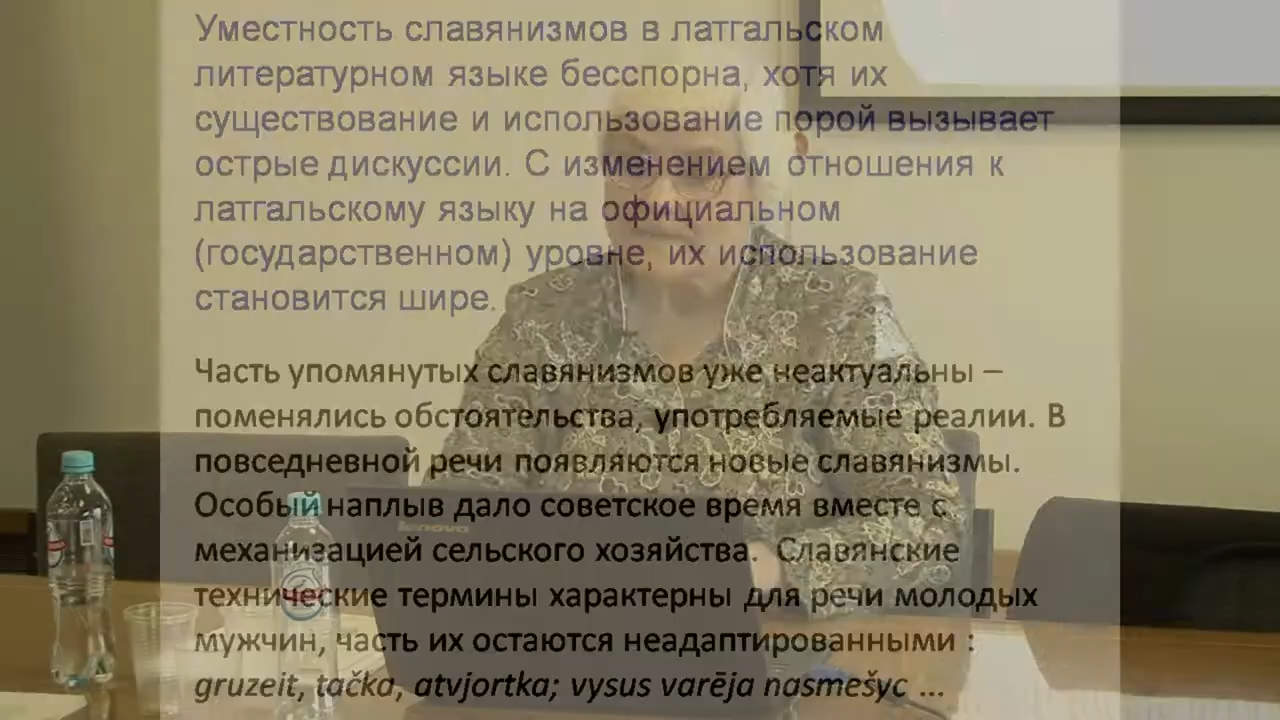 Уместность славянизмов в латгальском
литературном языке бесспорна, хотя их
существование и использование порой вызывает
острые дискуссии. С изменением отношения к
латгальскому языку на официальном
(государственном) уровне, их использование
становится шире.
Часть упомянутых славянизмов уже неактуальны –
поменялись обстоятельства, употребляемые реалии. В
повседневной речи появляются новые славянизмы.
Особый наплыв дало советское время вместе с
механизацией сельского хозяйства. Славянские
технические термины характерны для речи молодых
мужчин, часть их остаются неадаптированными :
gruzeit, tačka, atvjortka; vysus varēja nasmešyc ...
lenovo